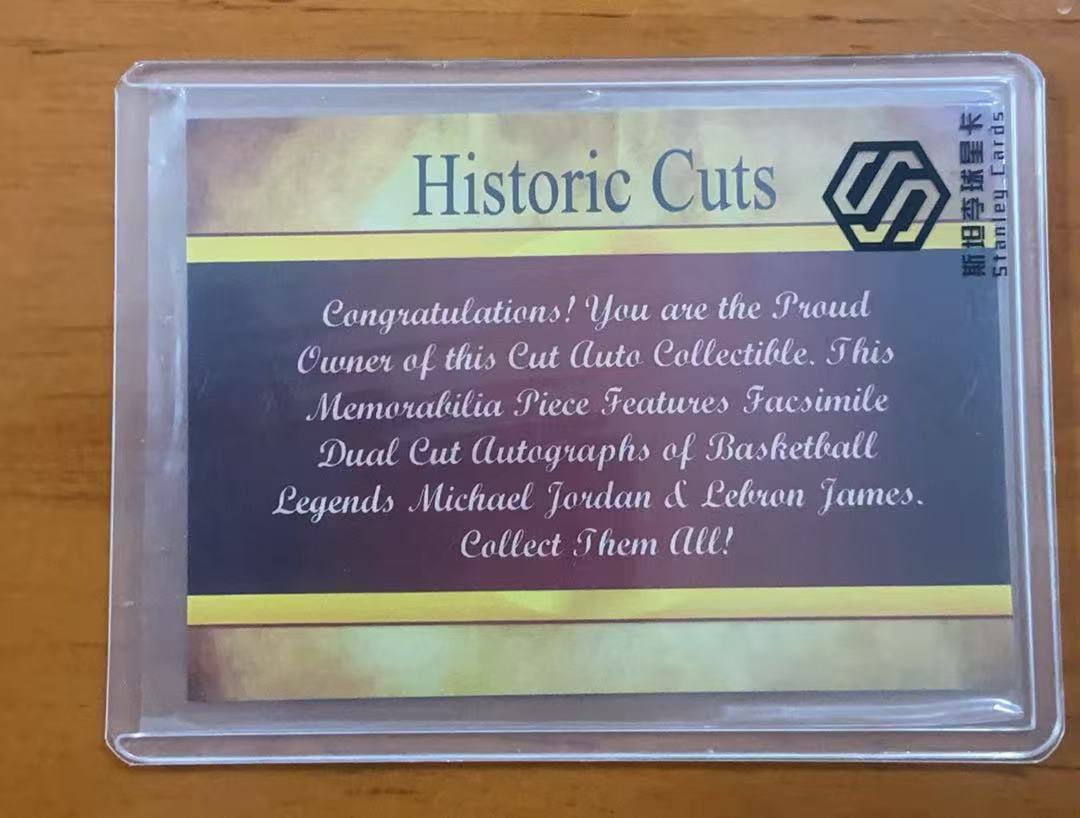 Historic Cuts
斯坦李球星卡
Stanley Cards
Congratulations! You are the Proud
Owner of this Cut Auto Collectible. This
Memorabilia Piece Features Facsimile
Dual Cut Autographs of Basketball
Legends Michael Jordan & Lebron James.
Collect Them All!